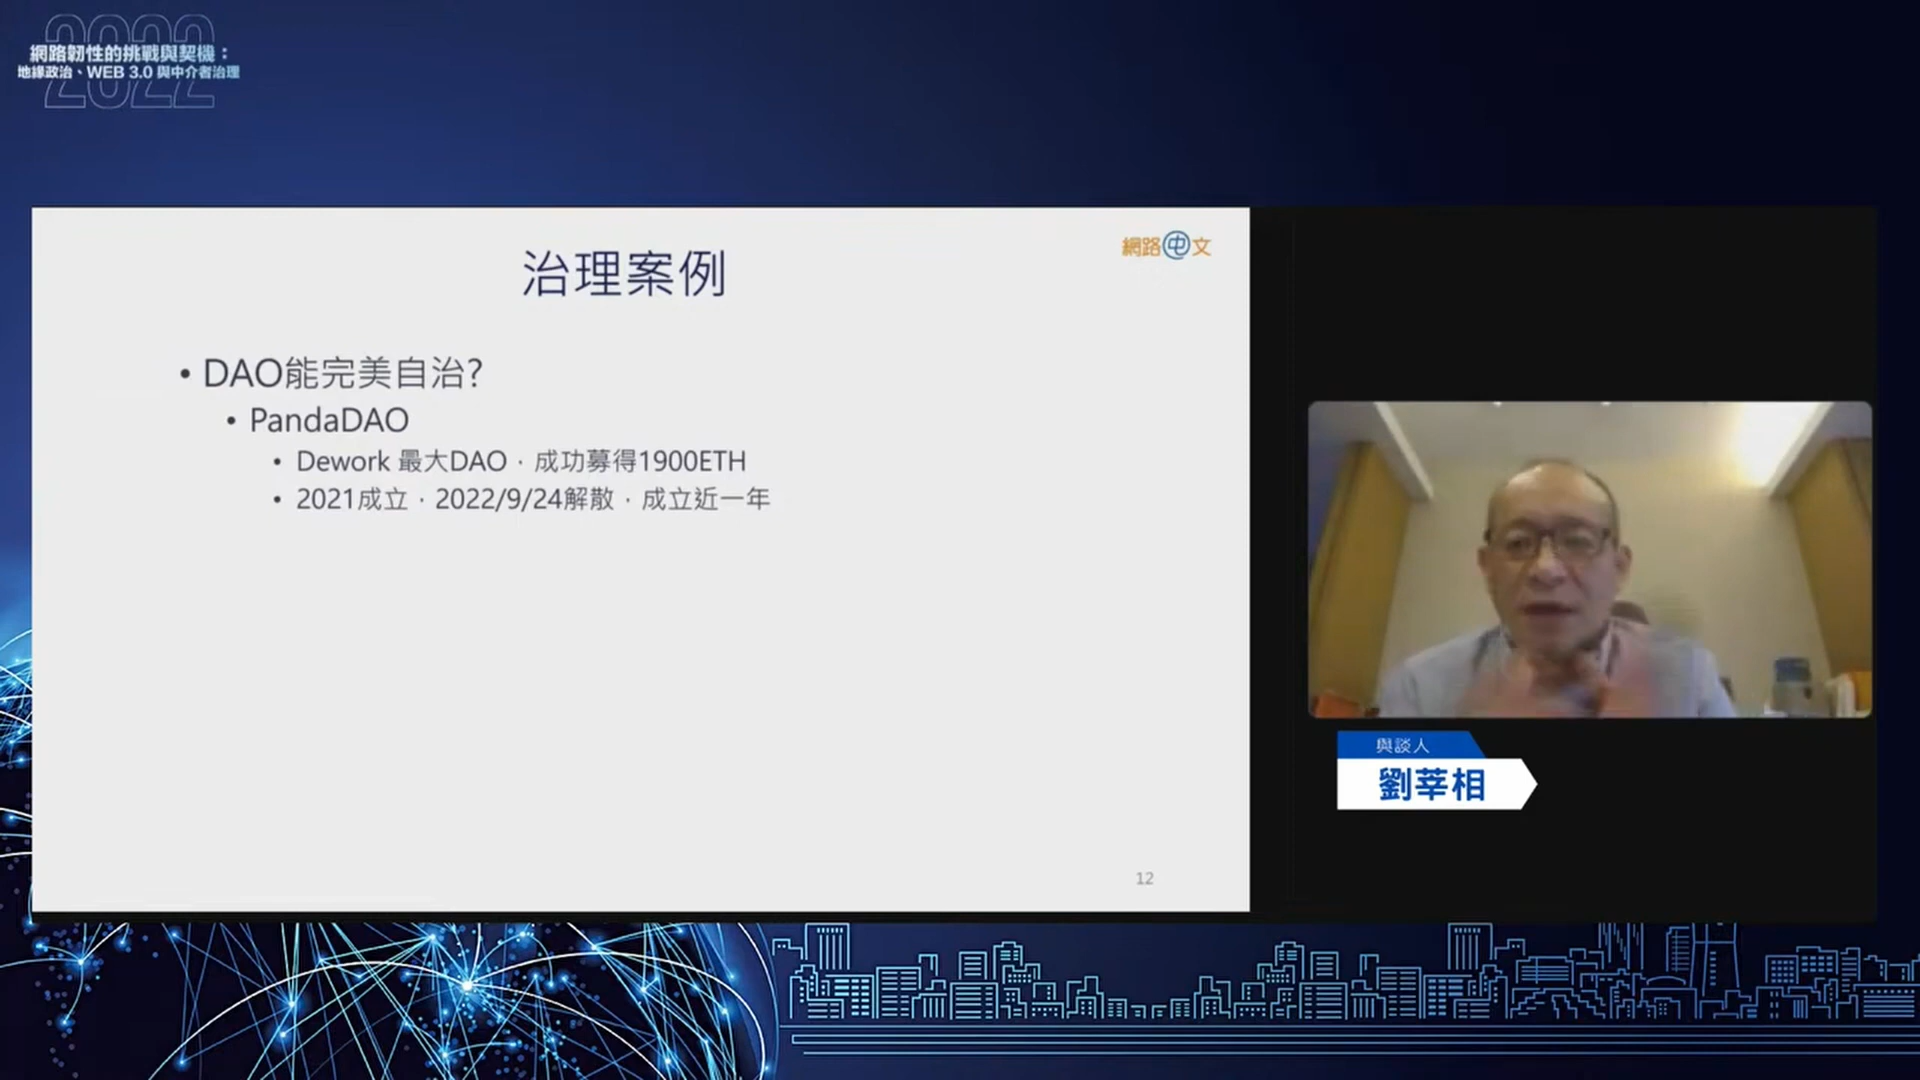 2022
網路韌性的挑戰與契機：
地緣政治、WEB 3.0 與中介者治理
網路中文
治理案例
• DAO能完美自治?
• PandaDAO
• Dework 最大DAO，成功募得1900ETH
• 2021成立，2022/9/24解散，成立近一年
12
與談人
劉莘相